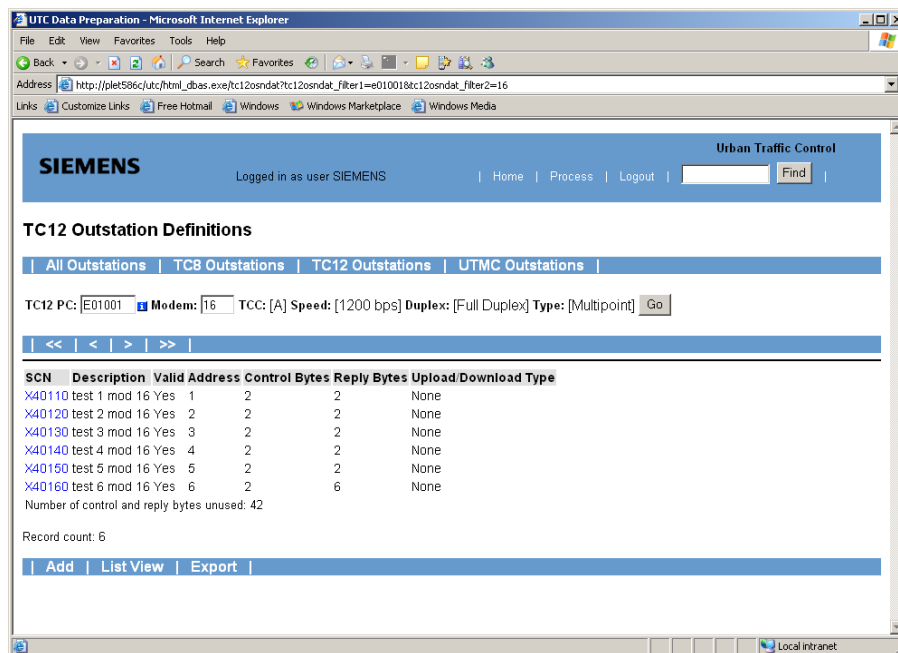 UTC Data Preparation - Microsoft Internet Explorer
File Edit View Favorites Tools Help
Back Search Favorites
Address http://plet586c/utc/html_dbas.exe/tc12osndat?tc12osndat_filter1=e01001&tc12osndat_filter2=16
Links Customize Links Free Hotmail Windows Windows Marketplace Windows Media
Urban Traffic Control
SIEMENS
Logged in as user SIEMENS | Home | Process | Logout | Find |
TC12 Outstation Definitions
| All Outstations | TC8 Outstations | TC12 Outstations | UTMC Outstations |
TC12 PC: E01001 i Modem: 16 TCC: [A] Speed: [1200 bps] Duplex: [Full Duplex] Type: [Multipoint] Go
| << | < | > | >> |
SCN Description Valid Address Control Bytes Reply Bytes Upload/Download Type
X40110 test 1 mod 16 Yes 1 2 2 None
X40120 test 2 mod 16 Yes 2 2 2 None
X40130 test 3 mod 16 Yes 3 2 2 None
X40140 test 4 mod 16 Yes 4 2 2 None
X40150 test 5 mod 16 Yes 5 2 2 None
X40160 test 6 mod 16 Yes 6 2 6 None
Number of control and reply bytes unused: 42
Record count: 6
| Add | List View | Export |
Local intranet